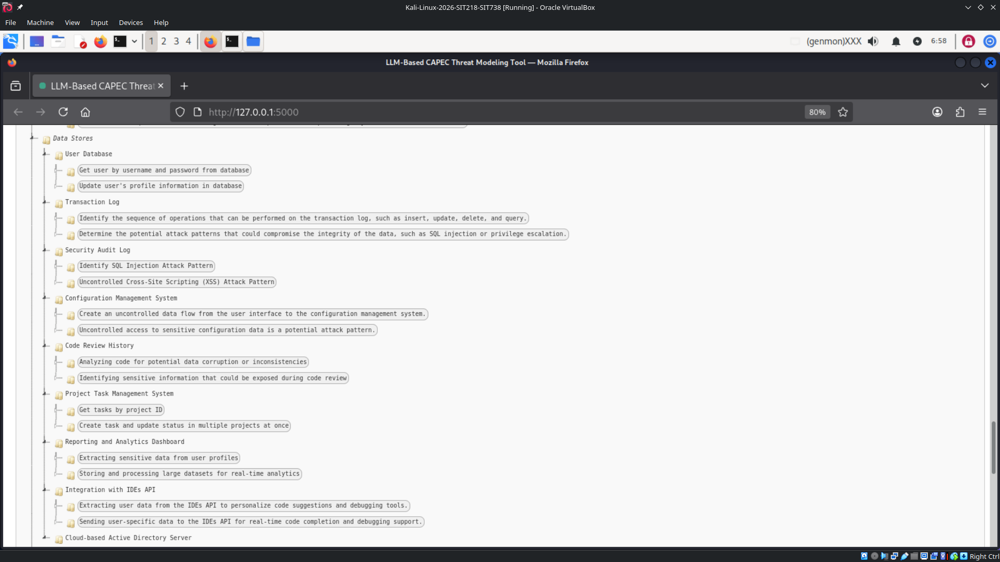 Kali-Linux-2026-SIT218-SIT738 [Running] - Oracle VirtualBox
File Machine View Input Devices Help
1 2 3 4 (genmon)XXX 6:58
LLM-Based CAPEC Threat Modeling Tool — Mozilla Firefox
LLM-Based CAPEC Threat
http://127.0.0.1:5000 80%
Data Stores
User Database
Get user by username and password from database
Update user's profile information in database
Transaction Log
Identify the sequence of operations that can be performed on the transaction log, such as insert, update, delete, and query.
Determine the potential attack patterns that could compromise the integrity of the data, such as SQL injection or privilege escalation.
Security Audit Log
Identify SQL Injection Attack Pattern
Uncontrolled Cross-Site Scripting (XSS) Attack Pattern
Configuration Management System
Create an uncontrolled data flow from the user interface to the configuration management system.
Uncontrolled access to sensitive configuration data is a potential attack pattern.
Code Review History
Analyzing code for potential data corruption or inconsistencies
Identifying sensitive information that could be exposed during code review
Project Task Management System
Get tasks by project ID
Create task and update status in multiple projects at once
Reporting and Analytics Dashboard
Extracting sensitive data from user profiles
Storing and processing large datasets for real-time analytics
Integration with IDEs API
Extracting user data from the IDEs API to personalize code suggestions and debugging tools.
Sending user-specific data to the IDEs API for real-time code completion and debugging support.
Cloud-based Active Directory Server
Right Ctrl